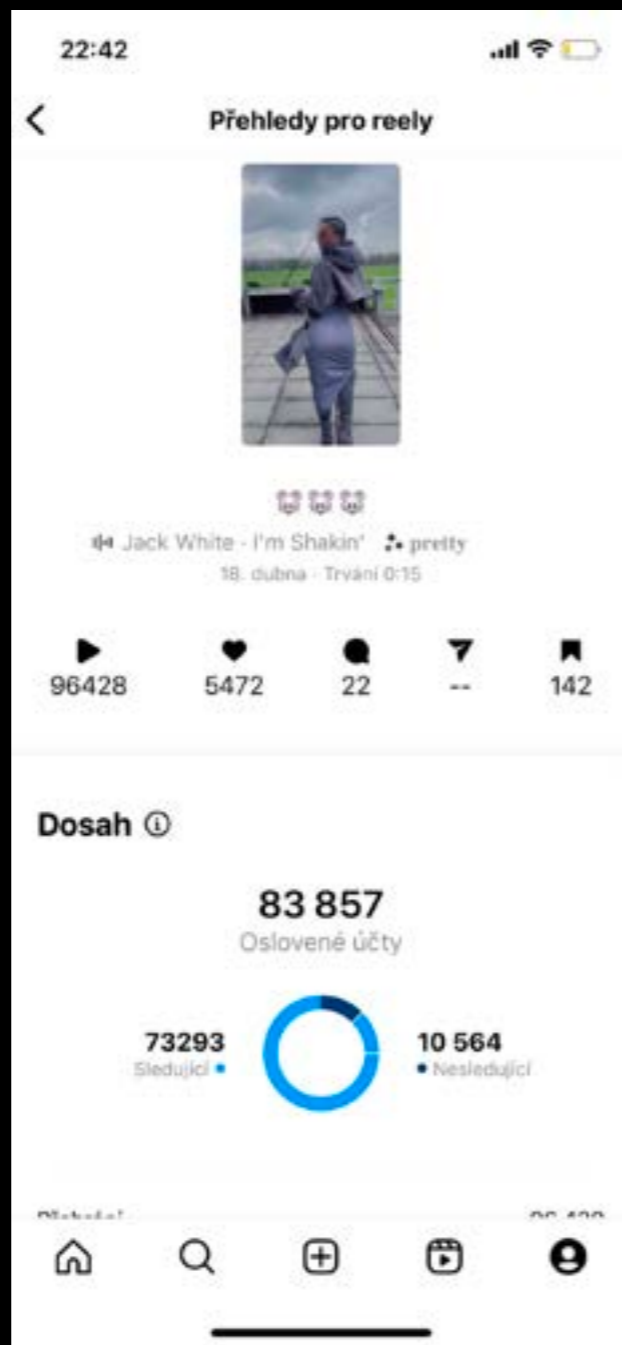 22:42
Přehledy pro reely
Jack White - I'm Shakin' pretty
18. dubna · Trvání 0:15
96428 5472 22 -- 142
Dosah
83 857
Oslovené účty
73293 10 564
Sledující Nesledující